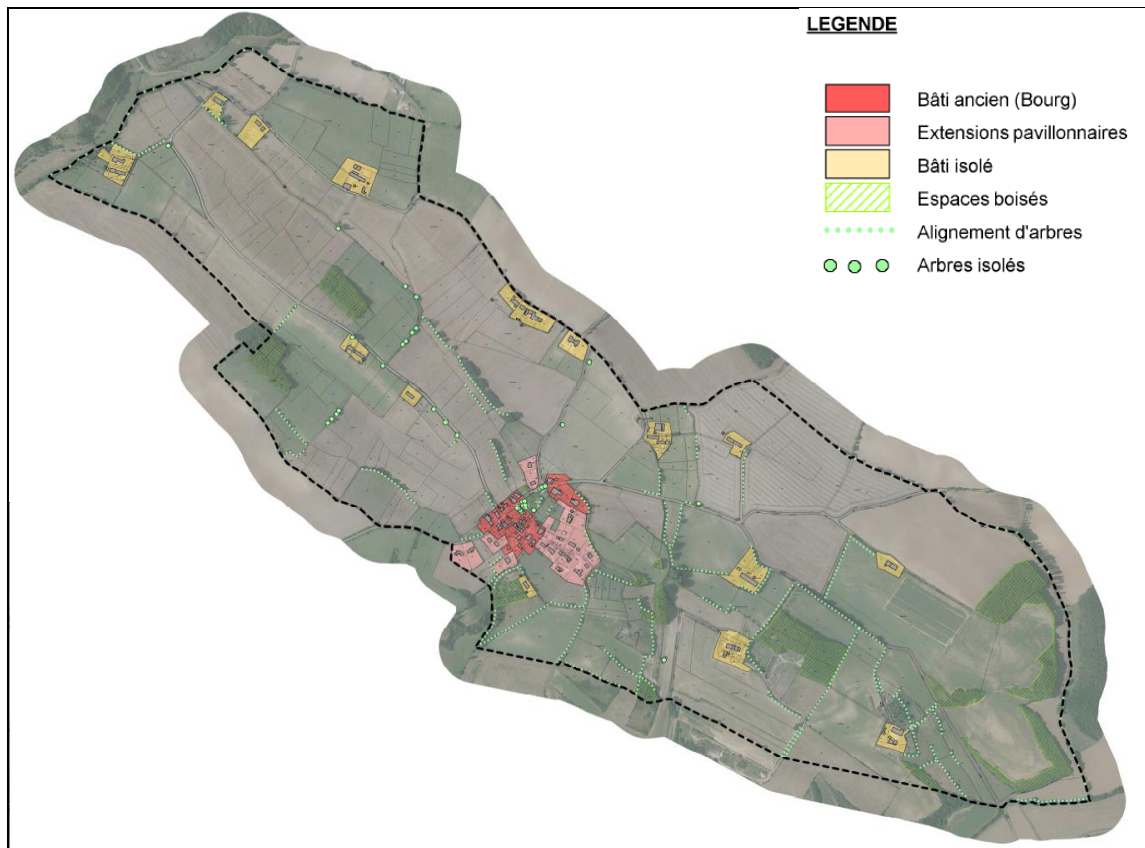 LEGENDE
Bâti ancien (Bourg)
Extensions pavillonnaires
Bâti isolé
Espaces boisés
Alignement d'arbres
Arbres isolés